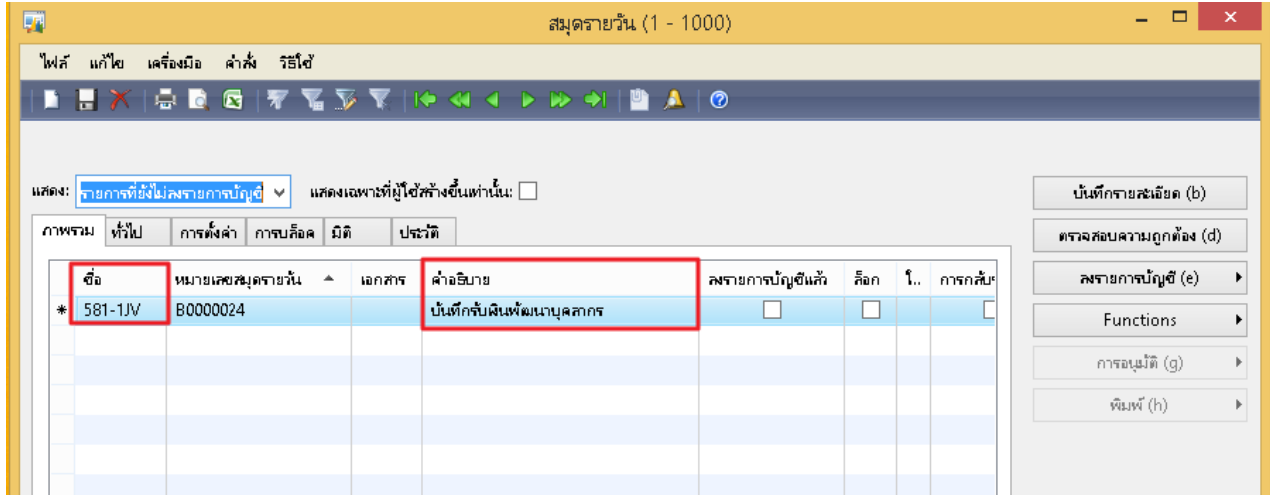 สมุดรายวัน (1 - 1000)
ไฟล์ แก้ไข เครื่องมือ คำสั่ง วิธีใช้
แสดง: รายการที่ยังไม่ลงรายการบัญชี แสดงเฉพาะที่ผู้ใช้สร้างขึ้นเท่านั้น:
บันทึกรายละเอียด (b)
ภาพรวม ทั่วไป การตั้งค่า การบล็อค มิติ ประวัติ
ตรวจสอบความถูกต้อง (d)
ชื่อ หมายเลขสมุดรายวัน เอกสาร คำอธิบาย ลงรายการบัญชีแล้ว ล็อก โ.. การกลับ
ลงรายการบัญชี (e)
* 581-1JV B0000024 บันทึกรับเงินพัฒนาบุคลากร
Functions
การอนุมัติ (g)
พิมพ์ (h)